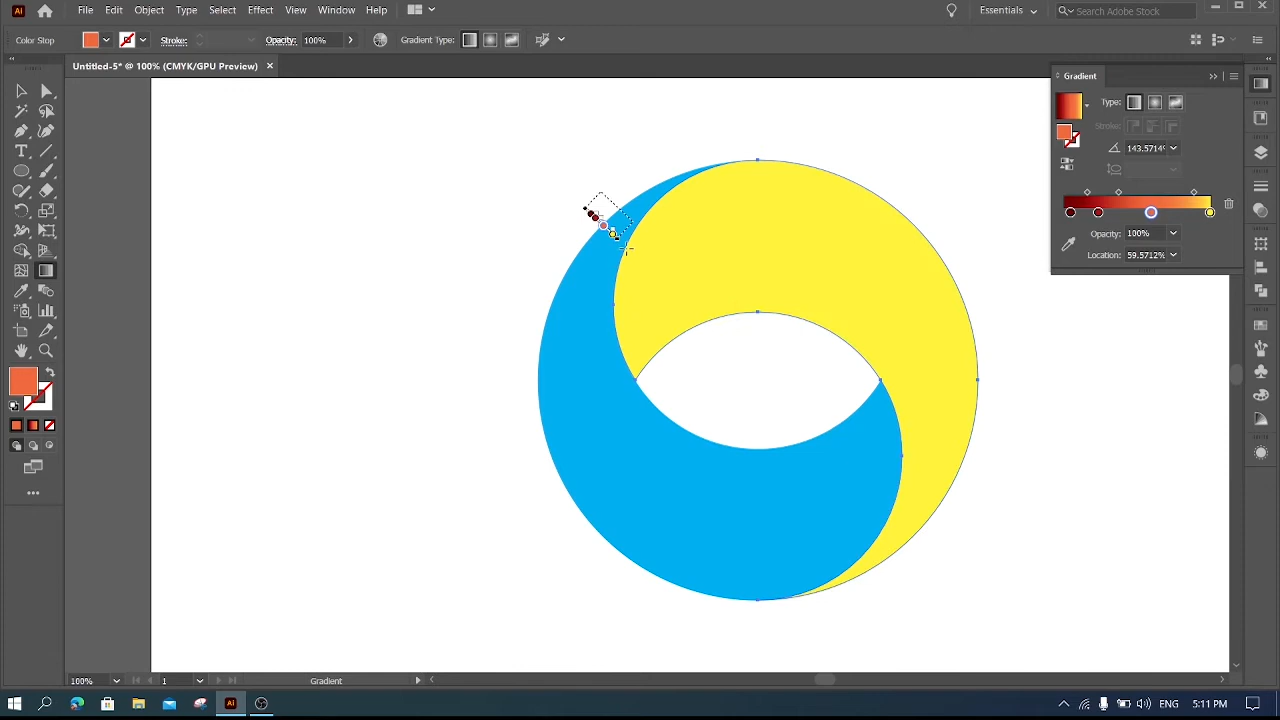 Ai File Edit Object Type Select Effect View Window Help Essentials Search Adobe Stock
Color Stop Stroke: Opacity: 100% Gradient Type:
Untitled-5* @ 100% (CMYK/GPU Preview) ×
Gradient
Type:
Stroke:
143.5714°
Opacity: 100%
Location: 59.5712%
100% 1 Gradient
Ai ENG 5:11 PM